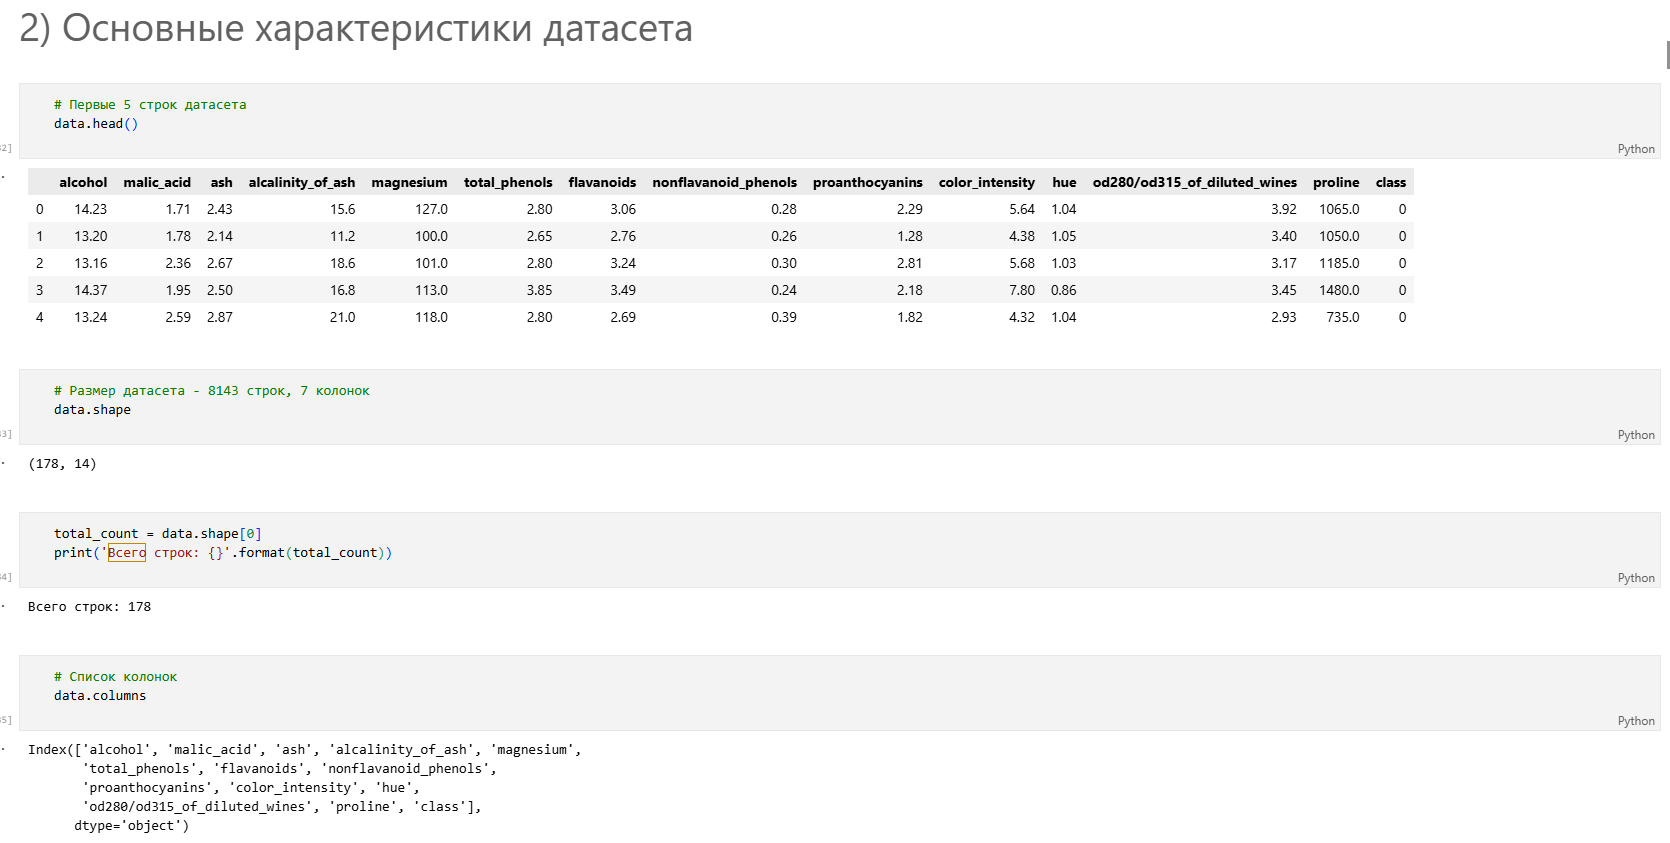 2) Основные характеристики датасета
# Первые 5 строк датасета
data.head()
Python
alcohol malic_acid ash alcalinity_of_ash magnesium total_phenols flavanoids nonflavanoid_phenols proanthocyanins color_intensity hue od280/od315_of_diluted_wines proline class
0 14.23 1.71 2.43 15.6 127.0 2.80 3.06 0.28 2.29 5.64 1.04 3.92 1065.0 0
1 13.20 1.78 2.14 11.2 100.0 2.65 2.76 0.26 1.28 4.38 1.05 3.40 1050.0 0
2 13.16 2.36 2.67 18.6 101.0 2.80 3.24 0.30 2.81 5.68 1.03 3.17 1185.0 0
3 14.37 1.95 2.50 16.8 113.0 3.85 3.49 0.24 2.18 7.80 0.86 3.45 1480.0 0
4 13.24 2.59 2.87 21.0 118.0 2.80 2.69 0.39 1.82 4.32 1.04 2.93 735.0 0
# Размер датасета - 8143 строк, 7 колонок
data.shape
Python
(178, 14)
total_count = data.shape[0]
print('Всего строк: {}'.format(total_count))
Python
Всего строк: 178
# Список колонок
data.columns
Python
Index(['alcohol', 'malic_acid', 'ash', 'alcalinity_of_ash', 'magnesium',
'total_phenols', 'flavanoids', 'nonflavanoid_phenols',
'proanthocyanins', 'color_intensity', 'hue',
'od280/od315_of_diluted_wines', 'proline', 'class'],
dtype='object')